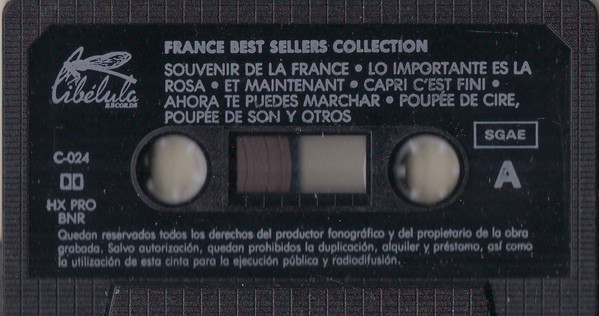 FRANCE BEST SELLERS COLLECTION
Libélula
RECORDS
SOUVENIR DE LA FRANCE • LO IMPORTANTE ES LA
ROSA • ET MAINTENANT • CAPRI C'EST FINI •
AHORA TE PUEDES MARCHAR • POUPÉE DE CIRE,
POUPÉE DE SON Y OTROS
SGAE
C-024
A
HX PRO
BNR
Quedan reservados todos los derechos del productor fonográfico y del propietario de la obra
grabada. Salvo autorización, quedan prohibidos la duplicación, alquiler y préstamo, así como
la utilización de esta cinta para la ejecución pública y radiodifusión.